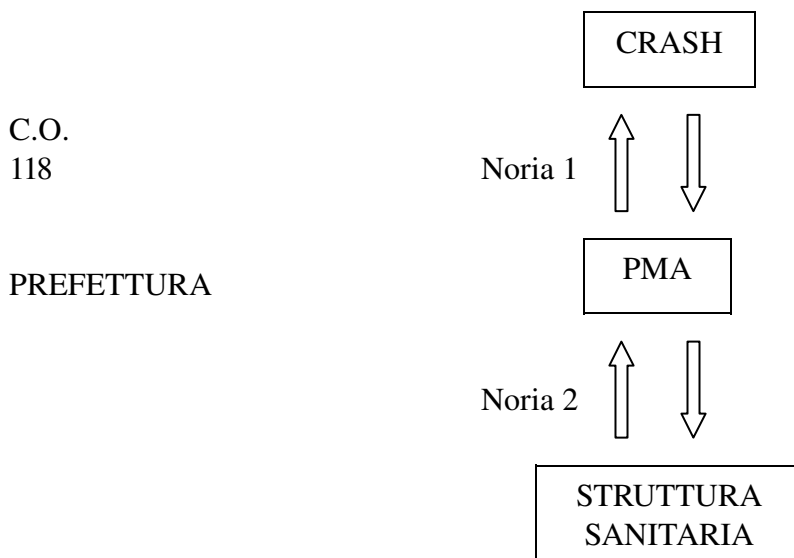 CRASH
C.O.
118
Noria 1
PREFETTURA
PMA
Noria 2
STRUTTURA
SANITARIA